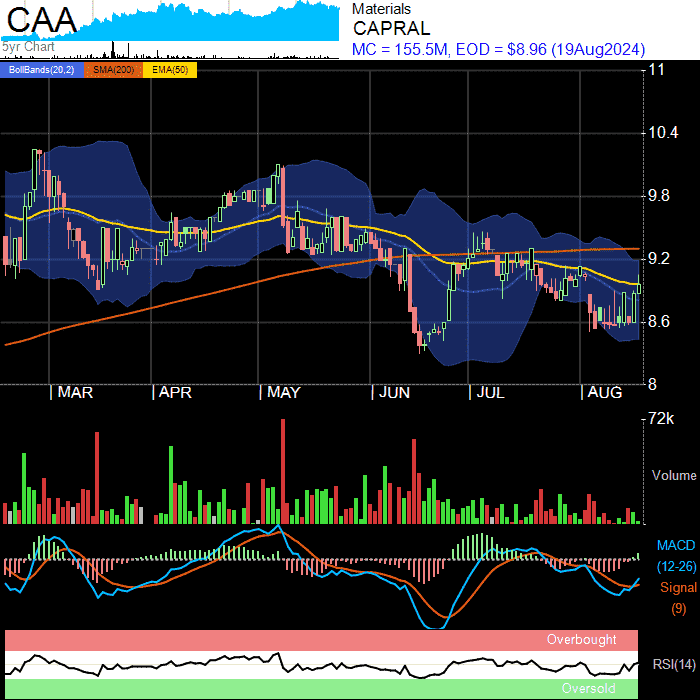 CAA
5yr Chart
Materials
CAPRAL
MC = 155.5M, EOD = $8.96 (19Aug2024)
BollBands(20,2) SMA(200) EMA(50)
11
10.4
9.8
9.2
8.6
8
MAR APR MAY JUN JUL AUG
72k
Volume
MACD
(12-26)
Signal
(9)
Overbought
RSI(14)
Oversold